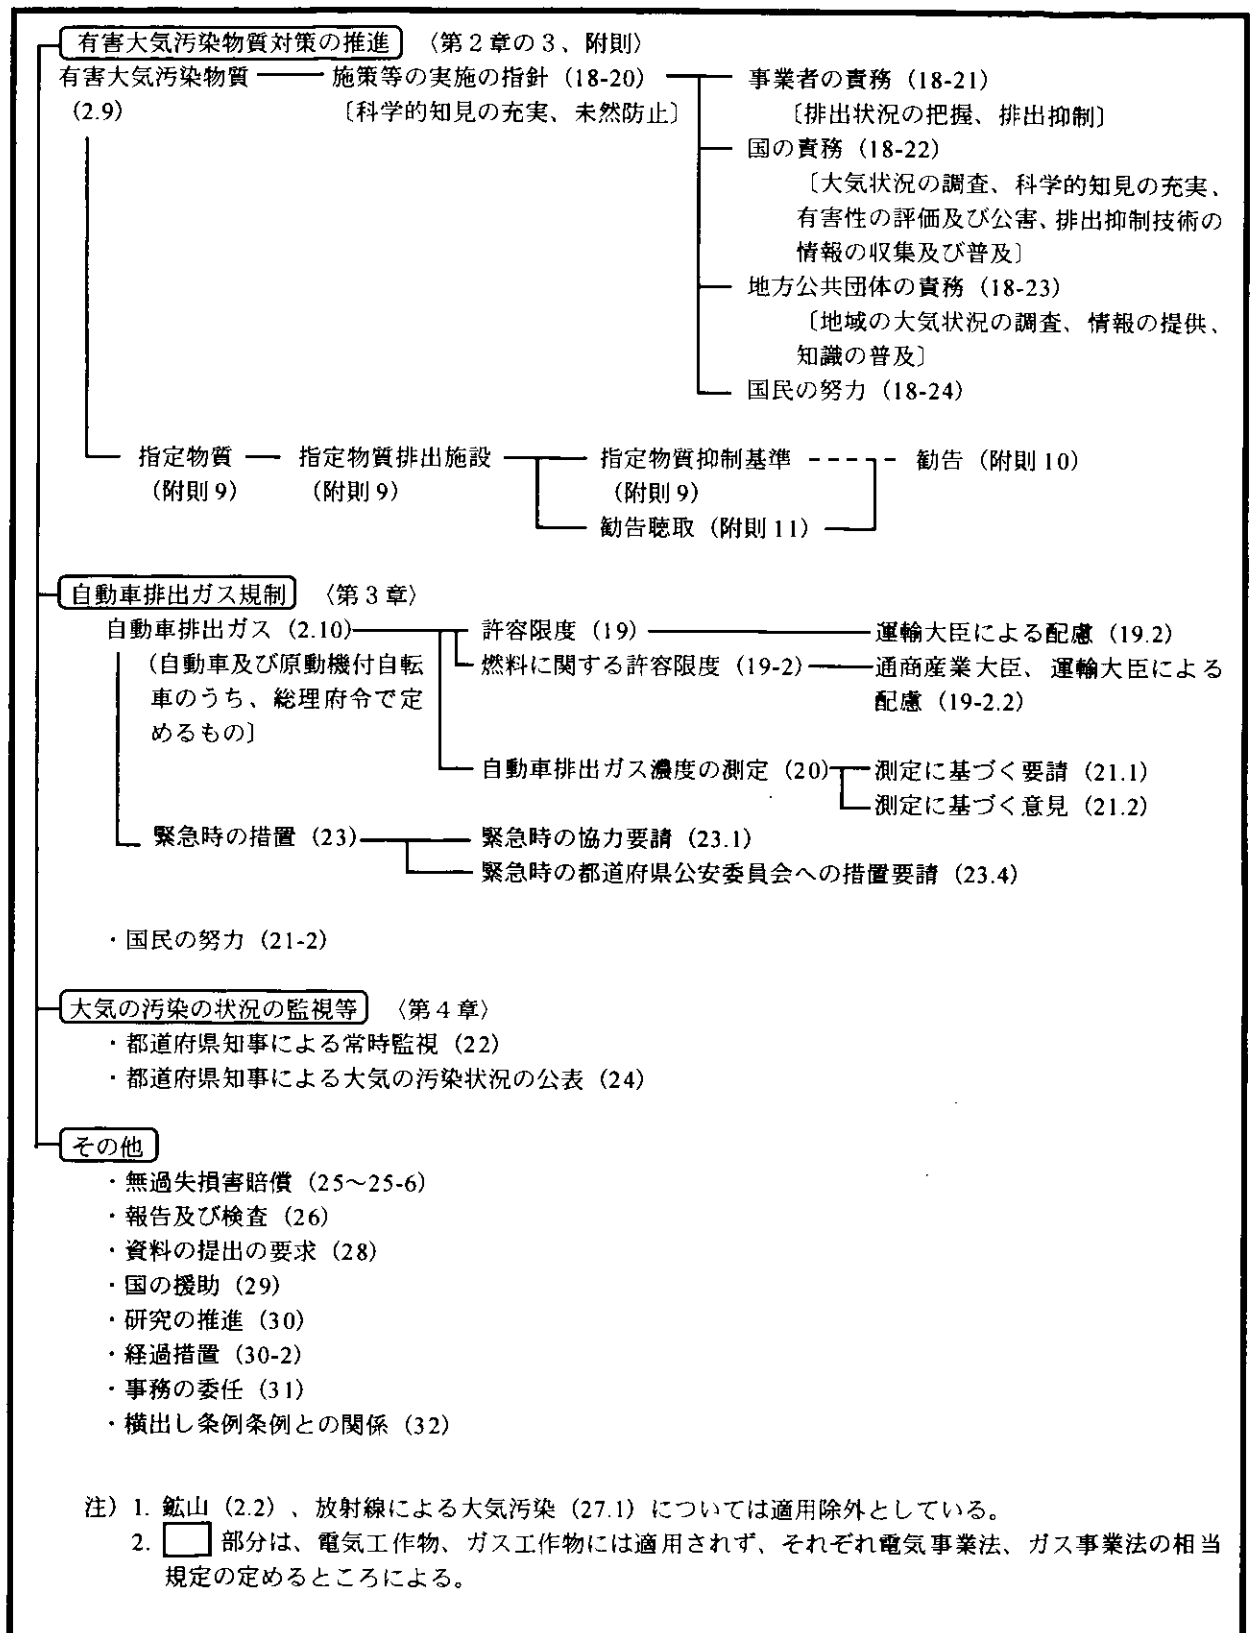 有害大気汚染物質対策の推進 〈第2章の3、附則〉
有害大気汚染物質 施策等の実施の指針 (18-20) 事業者の責務 (18-21)
(2.9) 〔科学的知見の充実、未然防止〕 〔排出状況の把握、排出抑制〕
国の責務 (18-22)
〔大気状況の調査、科学的知見の充実、
有害性の評価及び公害、排出抑制技術の
情報の収集及び普及〕
地方公共団体の責務 (18-23)
〔地域の大気状況の調査、情報の提供、
知識の普及〕
国民の努力 (18-24)
指定物質 指定物質排出施設 指定物質抑制基準 勧告 (附則10)
(附則9) (附則9) (附則9)
勧告聴取 (附則11)
自動車排出ガス規制 〈第3章〉
自動車排出ガス (2.10) 許容限度 (19) 運輸大臣による配慮 (19.2)
(自動車及び原動機付自転 燃料に関する許容限度 (19-2) 通商産業大臣、運輸大臣による
車のうち、総理府令で定 配慮 (19-2.2)
めるもの〕
自動車排出ガス濃度の測定 (20) 測定に基づく要請 (21.1)
測定に基づく意見 (21.2)
緊急時の措置 (23) 緊急時の協力要請 (23.1)
緊急時の都道府県公安委員会への措置要請 (23.4)
・国民の努力 (21-2)
大気の汚染の状況の監視等 〈第4章〉
・都道府県知事による常時監視 (22)
・都道府県知事による大気の汚染状況の公表 (24)
その他
・無過失損害賠償 (25~25-6)
・報告及び検査 (26)
・資料の提出の要求 (28)
・国の援助 (29)
・研究の推進 (30)
・経過措置 (30-2)
・事務の委任 (31)
・横出し条例条例との関係 (32)
注) 1. 鉱山 (2.2) 、放射線による大気汚染 (27.1) については適用除外としている。
2. 部分は、電気工作物、ガス工作物には適用されず、それぞれ電気事業法、ガス事業法の相当
規定の定めるところによる。